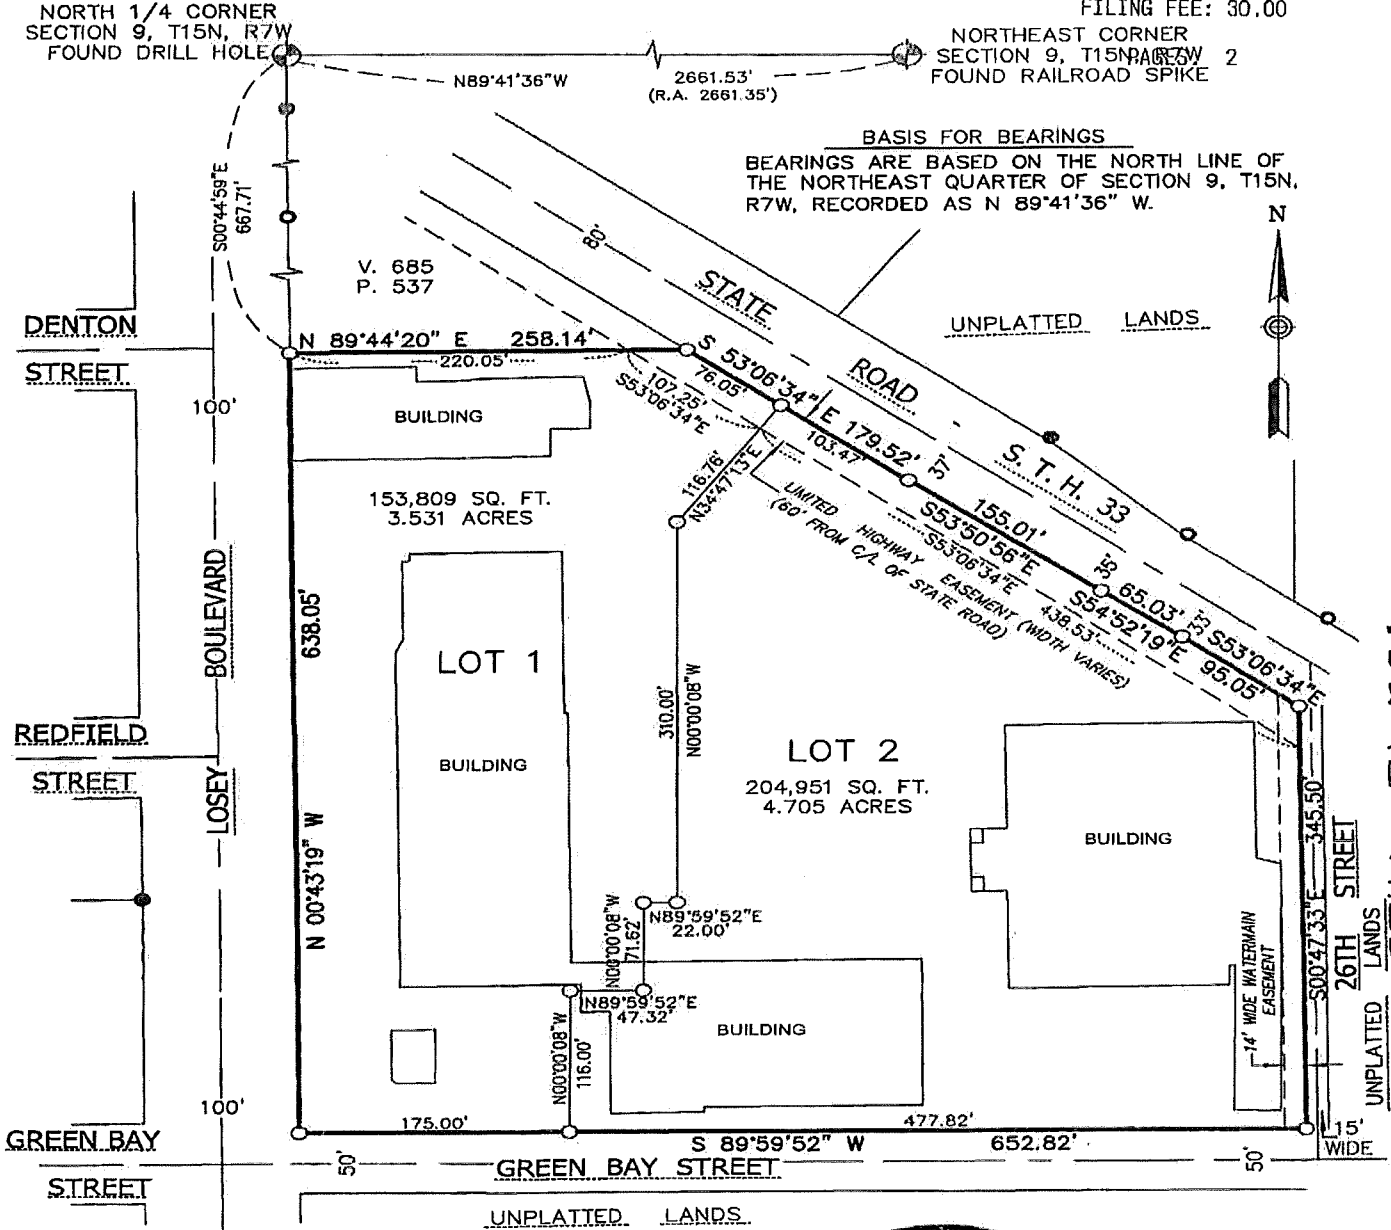 FILING FEE: 30.00
NORTH 1/4 CORNER
SECTION 9, T15N, R7W
FOUND DRILL HOLE
NORTHEAST CORNER
SECTION 9, T15N, R7W
PAGES: 2
FOUND RAILROAD SPIKE
N89°41'36"W
2661.53'
(R.A. 2661.35')
BASIS FOR BEARINGS
BEARINGS ARE BASED ON THE NORTH LINE OF
THE NORTHEAST QUARTER OF SECTION 9, T15N,
R7W, RECORDED AS N 89°41'36" W.
N
S00°44'59"E
667.71'
80'
V. 685
P. 537
STATE
ROAD
S. T. H. 33
UNPLATTED LANDS
DENTON
STREET
N 89°44'20" E 258.14'
220.05'
S 53°06'34" E 179.52'
76.05'
103.47'
107.25'
S53°06'34"E
100'
BUILDING
37'
155.01'
S53°50'56"E
S53°06'34"E
438.53'
35'
65.03'
S54°52'19"E
33'
S53°06'34"E
95.05'
116.76'
N34°47'13"E
LIMITED HIGHWAY EASEMENT (WIDTH VARIES)
(60' FROM C/L OF STATE ROAD)
153,809 SQ. FT.
3.531 ACRES
BOULEVARD
LOSEY
638.05'
N 00°43'19" W
LOT 1
BUILDING
310.00'
N00°00'08"W
LOT 2
204,951 SQ. FT.
4.705 ACRES
BUILDING
REDFIELD
STREET
345.50'
S00°47'33"E
26TH STREET
UNPLATTED LANDS
N89°59'52"E
22.00'
N00°00'08"W
71.62'
N89°59'52"E
47.32'
BUILDING
N00°00'08"W
116.00'
14' WIDE WATERMAIN
EASEMENT
100'
175.00'
477.82'
S 89°59'52" W 652.82'
15'
WIDE
GREEN BAY
STREET
50'
GREEN BAY STREET
50'
UNPLATTED LANDS